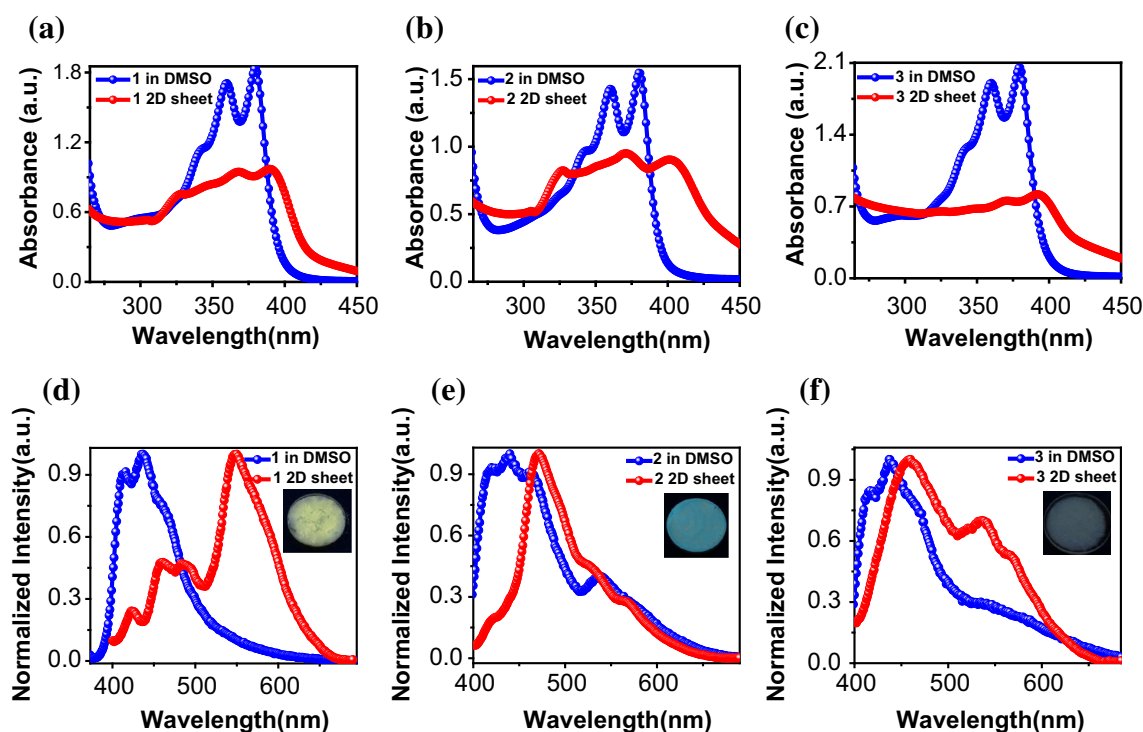 (a)
(b)
(c)
1 in DMSO
1 2D sheet
2 in DMSO
2 2D sheet
3 in DMSO
3 2D sheet
Absorbance (a.u.)
1.8
1.2
0.6
0.0
300 350 400 450
Wavelength(nm)
Absorbance (a.u.)
1.5
1.0
0.5
0.0
300 350 400 450
Wavelength(nm)
Absorbance (a.u.)
2.1
1.4
0.7
0.0
300 350 400 450
Wavelength(nm)
(d)
(e)
(f)
1 in DMSO
1 2D sheet
2 in DMSO
2 2D sheet
3 in DMSO
3 2D sheet
Normalized Intensity(a.u.)
0.9
0.6
0.3
0.0
400 500 600
Wavelength(nm)
Normalized Intensity(a.u.)
0.9
0.6
0.3
0.0
400 450 500 550 600 650
Wavelength(nm)
Normalized Intensity(a.u.)
0.9
0.6
0.3
0.0
400 500 600
Wavelength(nm)